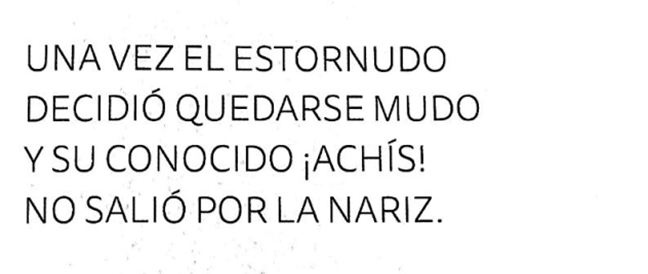 UNA VEZ EL ESTORNUDO
DECIDIÓ QUEDARSE MUDO
Y SU CONOCIDO ¡ACHÍS!
NO SALIÓ POR LA NARIZ.